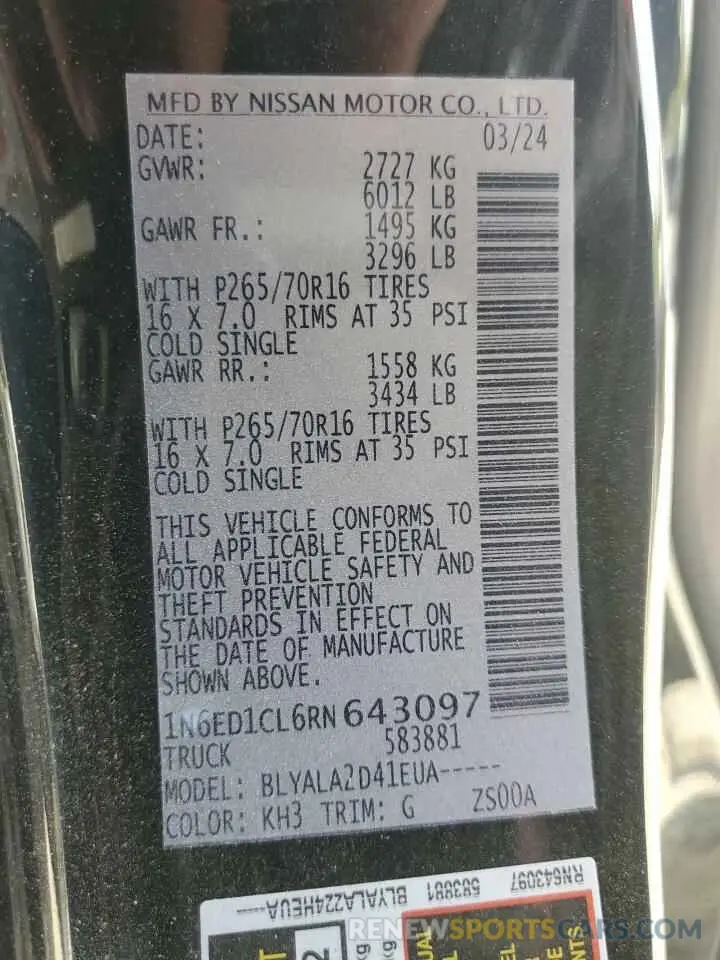 MFD BY NISSAN MOTOR CO., LTD.
DATE: 03/24
GVWR: 2727 KG
6012 LB
GAWR FR.: 1495 KG
3296 LB
WITH P265/70R16 TIRES
16 X 7.0 RIMS AT 35 PSI
COLD SINGLE
GAWR RR.: 1558 KG
3434 LB
WITH P265/70R16 TIRES
16 X 7.0 RIMS AT 35 PSI
COLD SINGLE
THIS VEHICLE CONFORMS TO
ALL APPLICABLE FEDERAL
MOTOR VEHICLE SAFETY AND
THEFT PREVENTION
STANDARDS IN EFFECT ON
THE DATE OF MANUFACTURE
SHOWN ABOVE.
1N6ED1CL6RN643097
TRUCK 583881
MODEL: BLYALA2D41EUA-----
COLOR: KH3 TRIM: G ZS00A
RN643097 583881 BLYALA224HEUA----
RENEWSPORTSCARS.COM